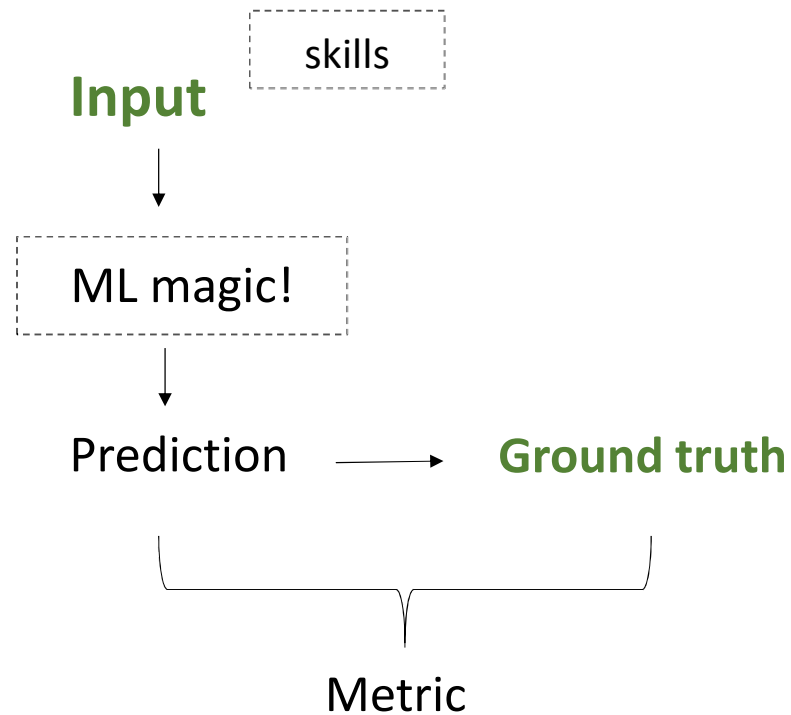 skills
Input
ML magic!
Prediction
Ground truth
Metric